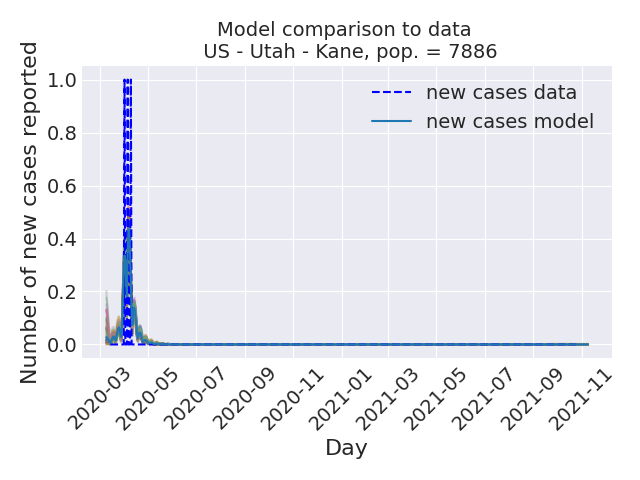 Model comparison to data
US - Utah - Kane, pop. = 7886
Number of new cases reported
1.0
0.8
0.6
0.4
0.2
0.0
new cases data
new cases model
2020-03
2020-05
2020-07
2020-09
2020-11
2021-01
2021-03
2021-05
2021-07
2021-09
2021-11
Day